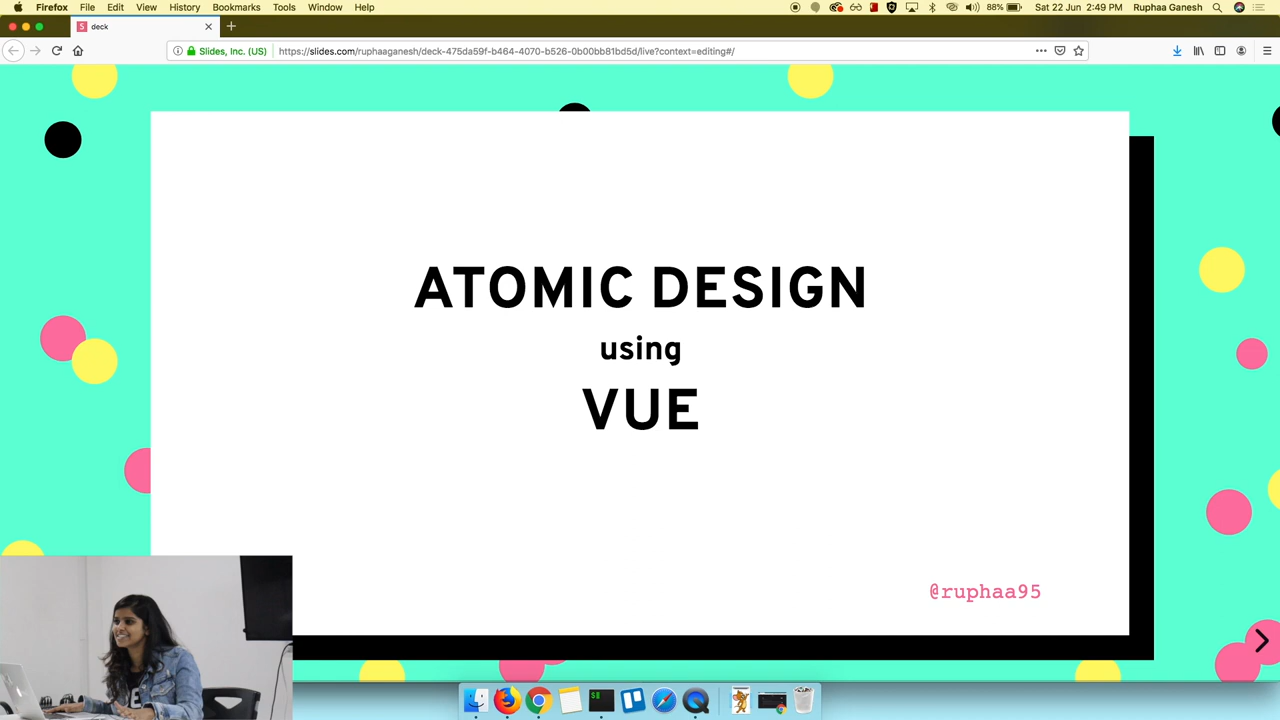 Firefox File Edit View History Bookmarks Tools Window Help 88% Sat 22 Jun 2:49 PM Ruphaa Ganesh
deck
Slides, Inc. (US) https://slides.com/ruphaaganesh/deck-475da59f-b464-4070-b526-0b00bb81bd5d/live?context=editing#/
ATOMIC DESIGN
using
VUE
@ruphaa95